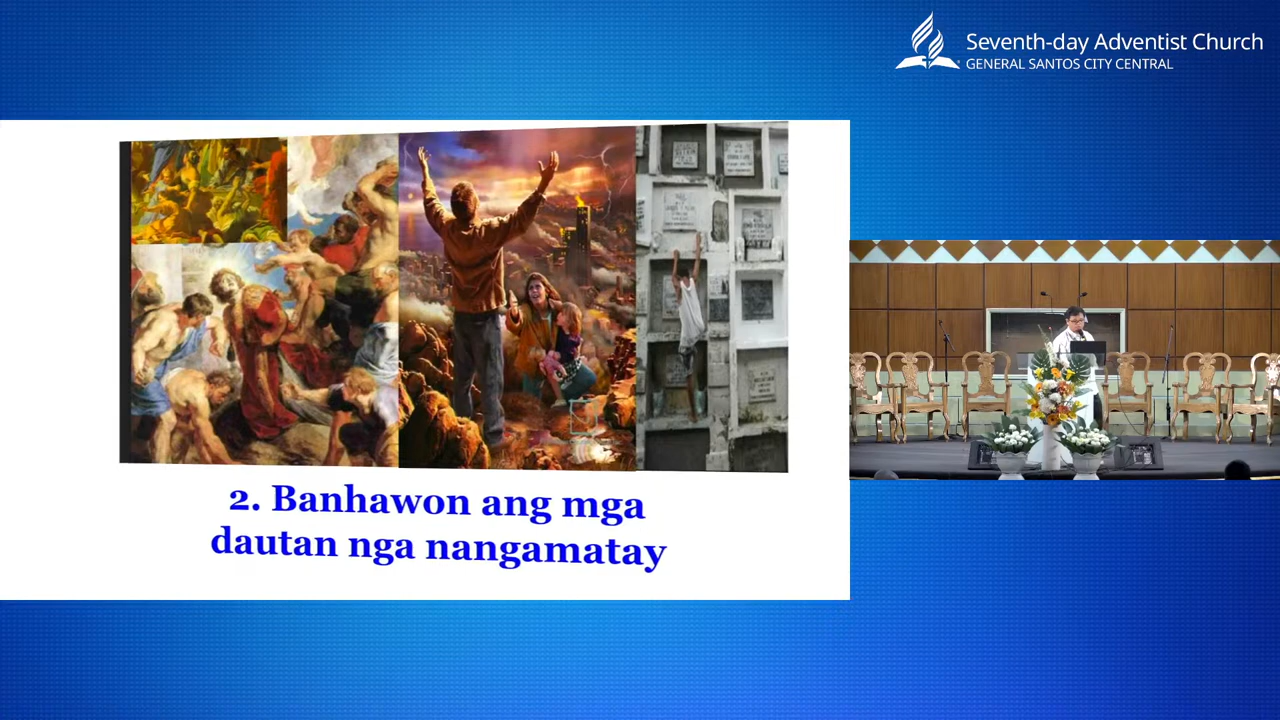 Seventh-day Adventist Church
GENERAL SANTOS CITY CENTRAL
2. Banhawon ang mga
dautan nga nangamatay